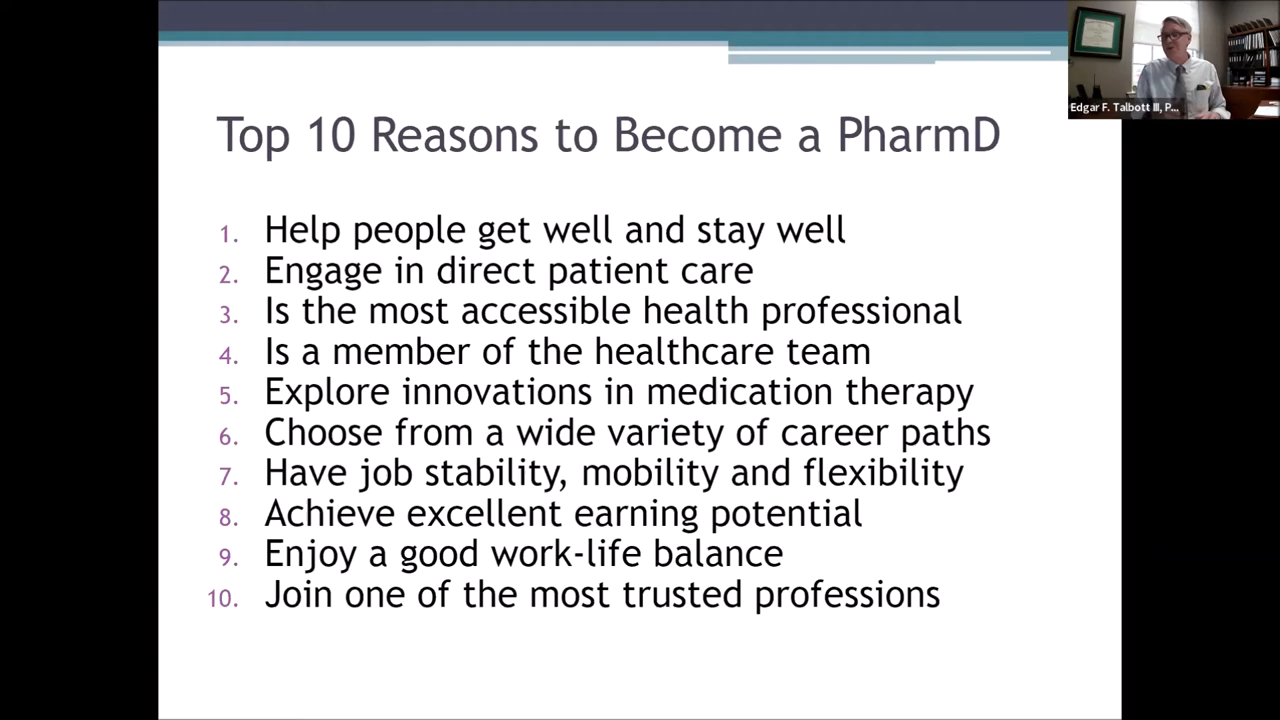 Edgar F. Talbott III, P...
Top 10 Reasons to Become a PharmD
1. Help people get well and stay well
2. Engage in direct patient care
3. Is the most accessible health professional
4. Is a member of the healthcare team
5. Explore innovations in medication therapy
6. Choose from a wide variety of career paths
7. Have job stability, mobility and flexibility
8. Achieve excellent earning potential
9. Enjoy a good work-life balance
10. Join one of the most trusted professions